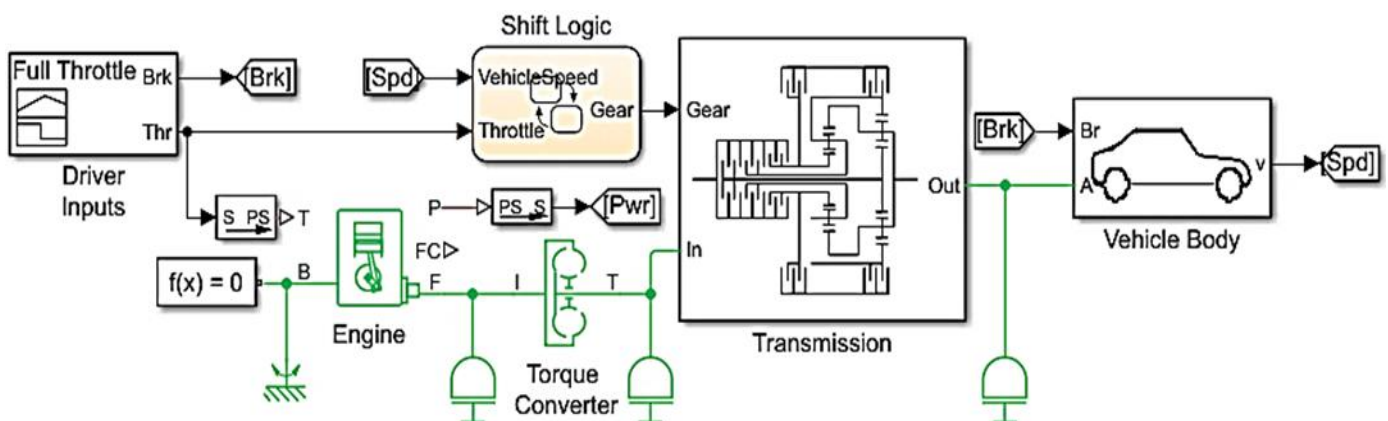 Shift Logic
Full Throttle
Brk
[Brk]
[Spd]
VehicleSpeed
Gear
Throttle
Thr
Gear
[Brk]
Br
Driver
Inputs
Out
A
v
[Spd]
S PS
T
P
PS S
[Pwr]
Vehicle Body
FC
In
f(x) = 0
B
F
I
T
Engine
Transmission
Torque
Converter